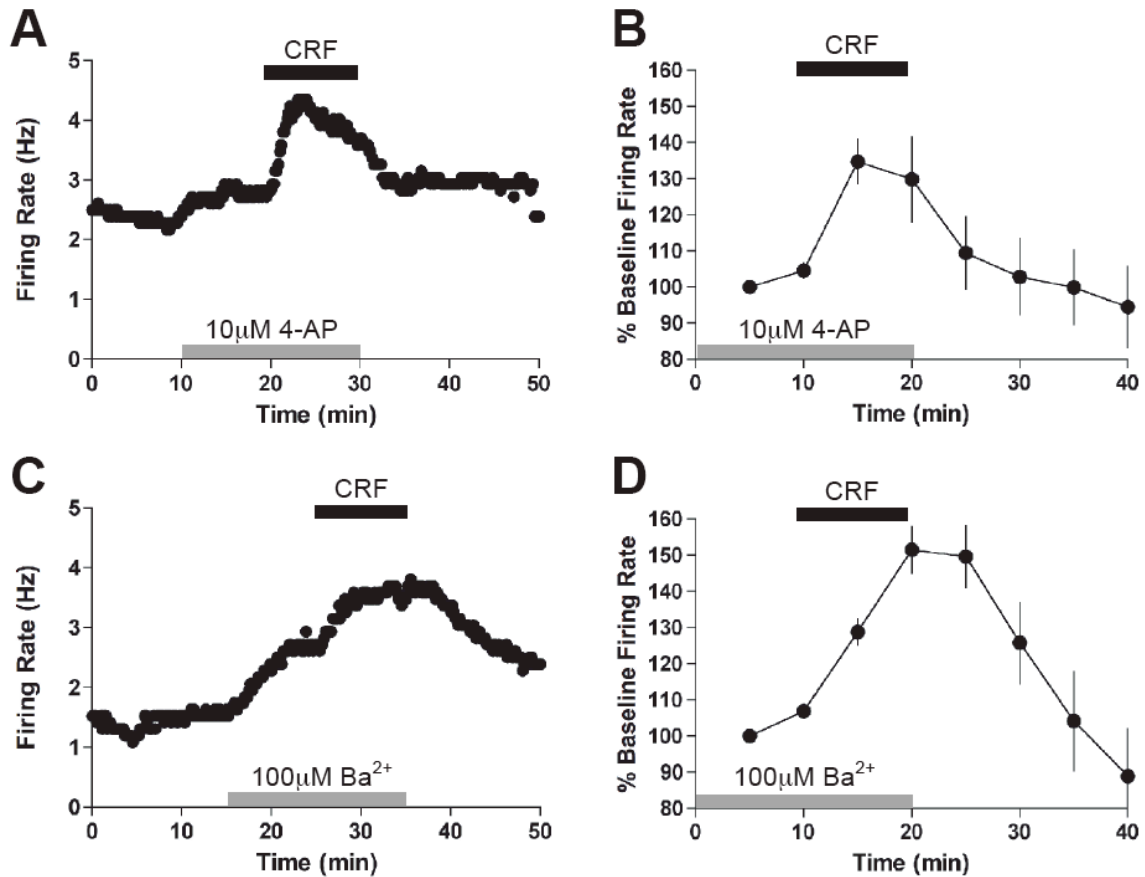 A
CRF
Firing Rate (Hz)
5
4
3
2
1
0
10μM 4-AP
0 10 20 30 40 50
Time (min)
B
CRF
% Baseline Firing Rate
160
150
140
130
120
110
100
90
80
10μM 4-AP
0 10 20 30 40
Time (min)
C
CRF
Firing Rate (Hz)
5
4
3
2
1
0
100μM Ba²⁺
0 10 20 30 40 50
Time (min)
D
CRF
% Baseline Firing Rate
160
150
140
130
120
110
100
90
80
100μM Ba²⁺
0 10 20 30 40
Time (min)